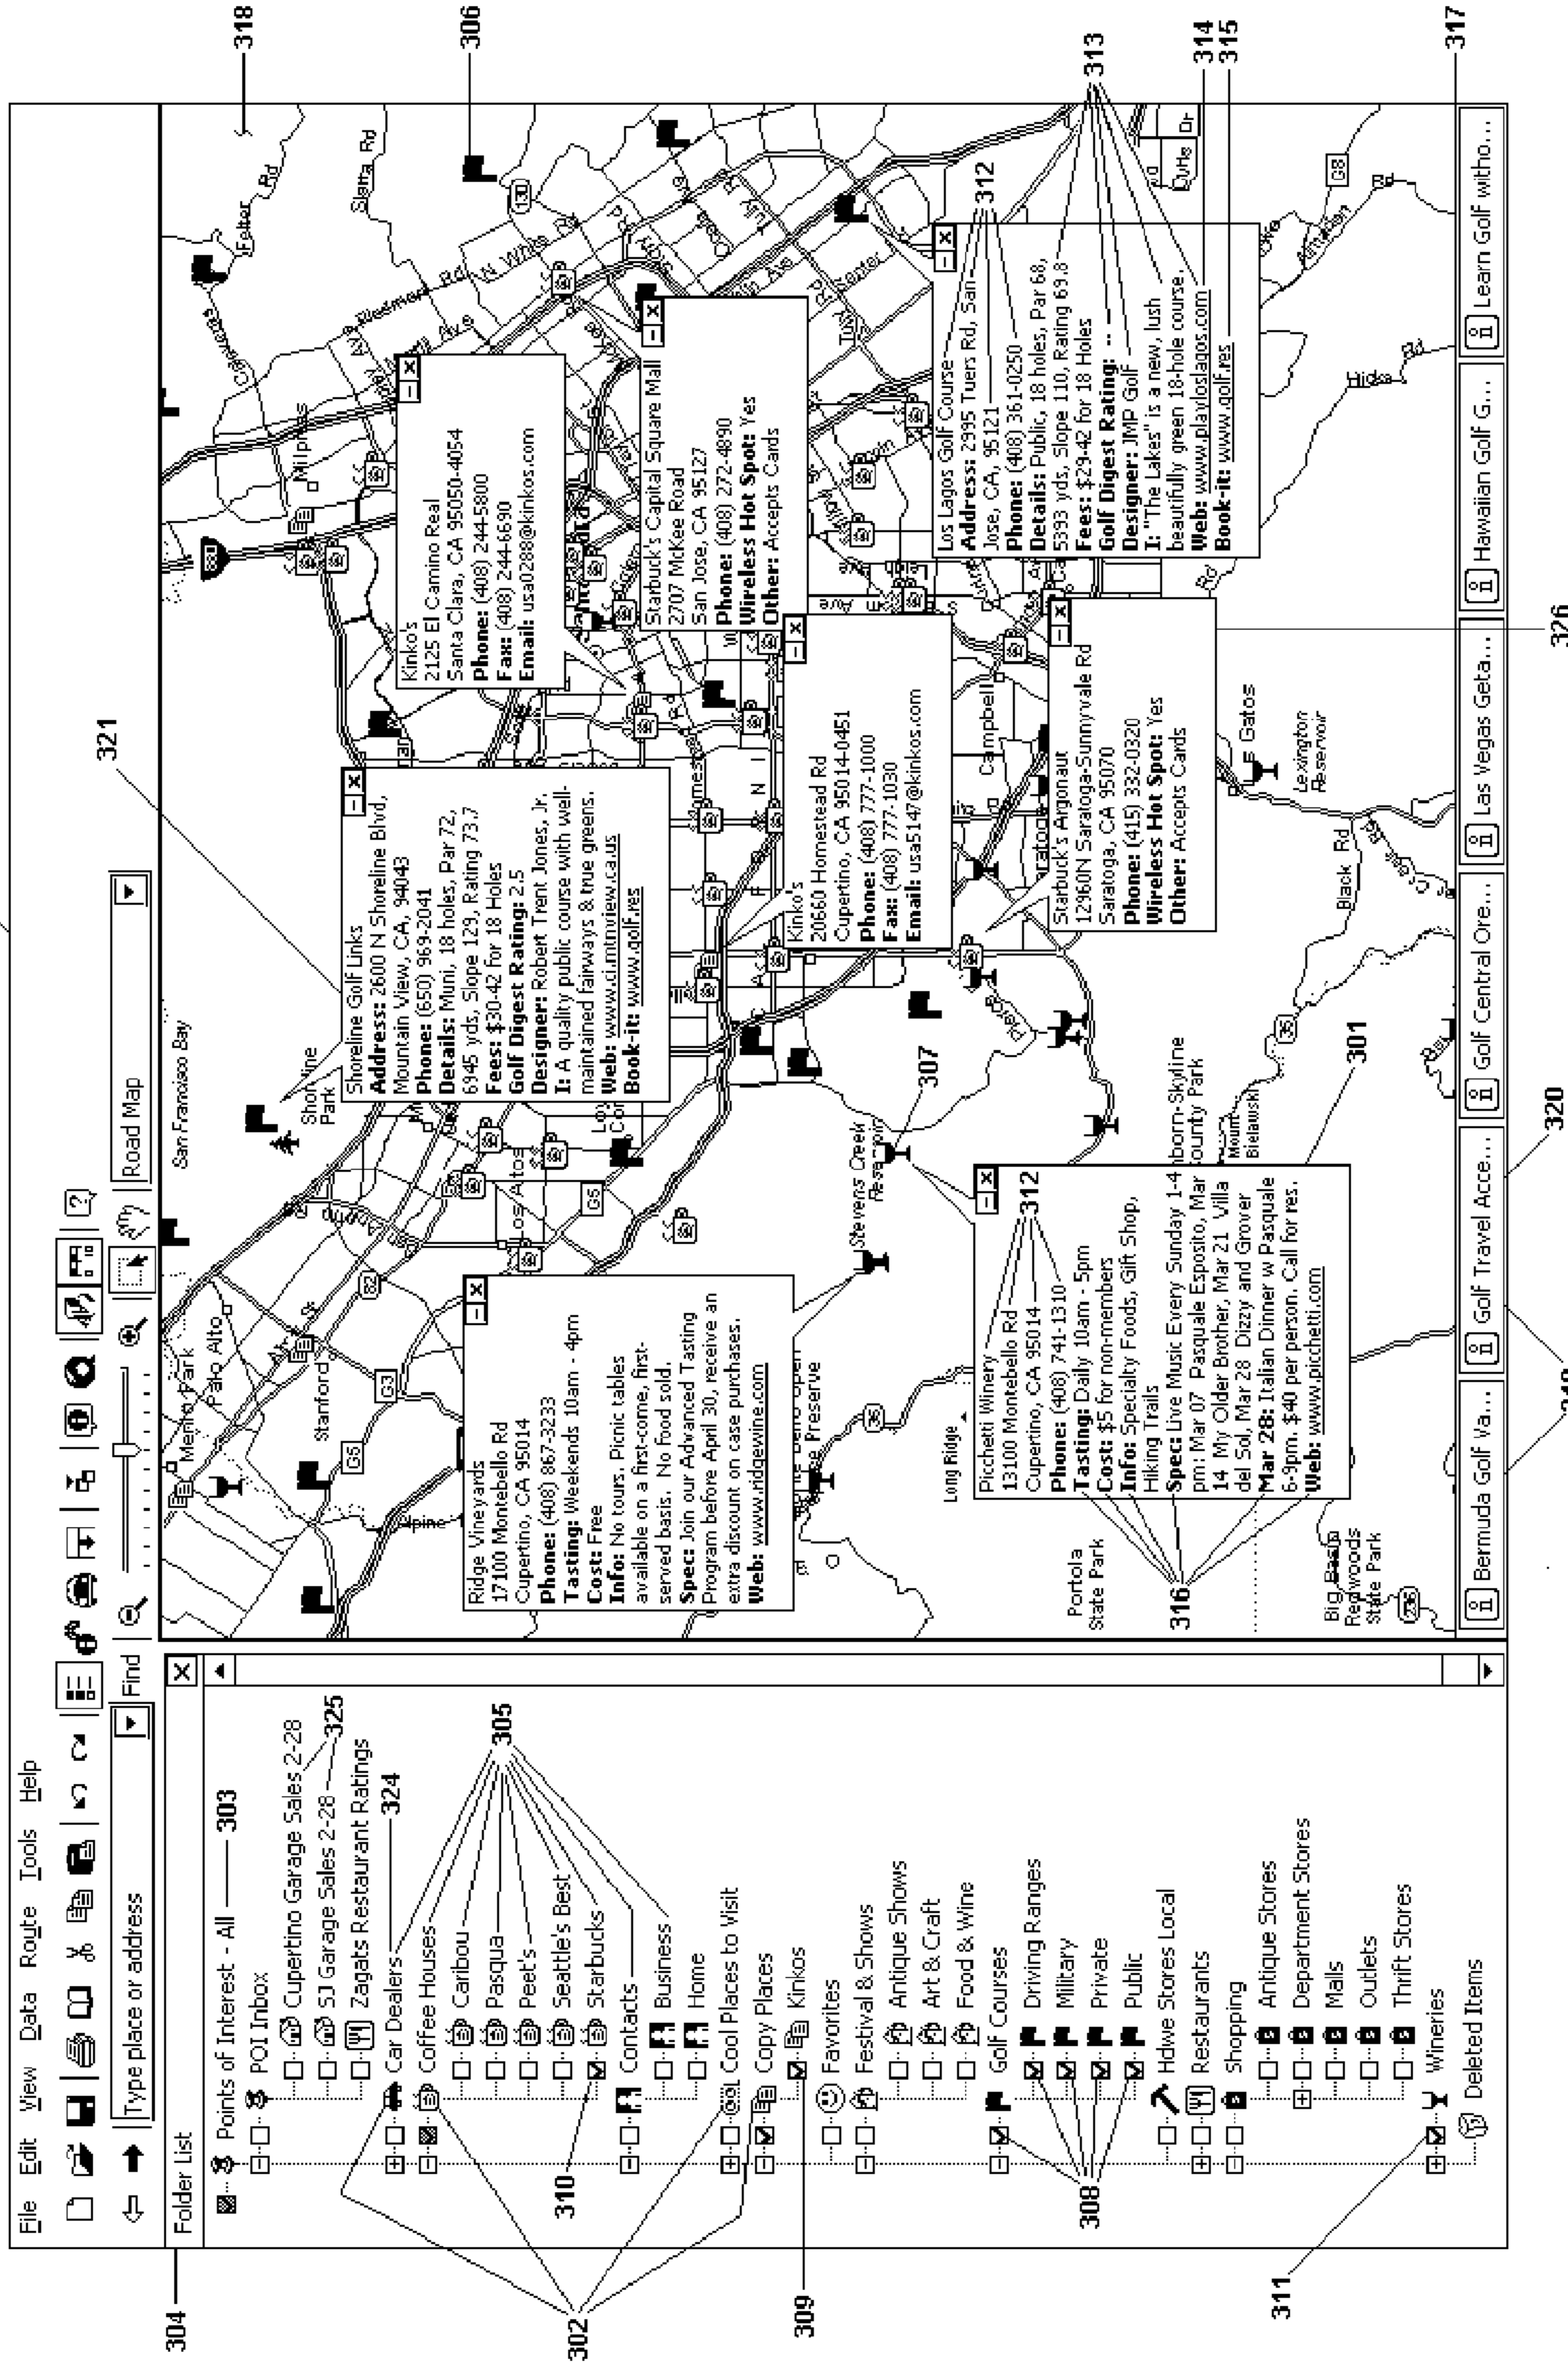 File Edit View Data Route Tools Help
Type place or address
Find
Road Map
Folder List
Points of Interest - All
POI Inbox
Cupertino Garage Sales 2-28
SJ Garage Sales 2-28
Zagats Restaurant Ratings
Car Dealers
Coffee Houses
Caribou
Pasqua
Peet's
Seattle's Best
Starbucks
Contacts
Business
Home
Cool Places to Visit
Copy Places
Kinkos
Favorites
Festival & Shows
Antique Shows
Art & Craft
Food & Wine
Golf Courses
Driving Ranges
Military
Private
Public
Hdwe Stores Local
Restaurants
Shopping
Antique Stores
Department Stores
Malls
Outlets
Thrift Stores
Wineries
Deleted Items
304
303
325
324
305
302
310
309
308
311
Menlo Park
Palo Alto
Stanford
Alpine
G3
G5
82
San Francisco Bay
Shoreline
Park
Los Altos
G5
Ridge Vineyards
17100 Montebello Rd
Cupertino, CA 95014
Phone: (408) 867-3233
Tasting: Weekends 10am - 4pm
Cost: Free
Info: No tours. Picnic tables
available on a first-come, first-
served basis. No food sold.
Spec: Join our Advanced Tasting
Program before April 30, receive an
extra discount on case purchases.
Web: www.ridgewine.com
Shoreline Golf Links
Address: 2600 N Shoreline Blvd,
Mountain View, CA, 94043
Phone: (650) 969-2041
Details: Muni, 18 holes, Par 72,
6945 yds, Slope 129, Rating 73.7
Fees: $30-42 for 18 Holes
Golf Digest Rating: 2.5
Designer: Robert Trent Jones, Jr.
I: A quality public course with well-
maintained fairways & true greens.
Web: www.ci.mtnview.ca.us
Book-it: www.golf.res
321
Kinko's
2125 El Camino Real
Santa Clara, CA 95050-4054
Phone: (408) 244-5800
Fax: (408) 244-6690
Email: usa0288@kinkos.com
Starbuck's Capital Square Mall
2707 McKee Road
San Jose, CA 95127
Phone: (408) 272-4890
Wireless Hot Spot: Yes
Other: Accepts Cards
Kinko's
20660 Homestead Rd
Cupertino, CA 95014-0451
Phone: (408) 777-1000
Fax: (408) 777-1030
Email: usa5147@kinkos.com
Los Lagos Golf Course
Address: 2995 Tuers Rd, San
Jose, CA, 95121
Phone: (408) 361-0250
Details: Public, 18 holes, Par 68,
5393 yds, Slope 110, Rating 69.8
Fees: $29-42 for 18 Holes
Golf Digest Rating: --
Designer: JMP Golf
I: "The Lakes" is a new, lush
beautifully green 18-hole course.
Web: www.playloslagos.com
Book-it: www.golf.res
Starbuck's Argonaut
12960N Saratoga-Sunnyvale Rd
Saratoga, CA 95070
Phone: (415) 332-0320
Wireless Hot Spot: Yes
Other: Accepts Cards
Picchetti Winery
13100 Montebello Rd
Cupertino, CA 95014
Phone: (408) 741-1310
Tasting: Daily 10am - 5pm
Cost: $5 for non-members
Info: Specialty Foods, Gift Shop,
Hiking Trails
Spec: Live Music Every Sunday 1-4
pm: Mar 07 Pasquale Esposito, Mar
14 My Older Brother, Mar 21 Villa
del Sol, Mar 28 Dizzy and Grover
Mar 28: Italian Dinner w Pasquale
6-9pm. $40 per person. Call for res.
Web: www.picchetti.com
Milpitas
Calaveras
Felter Rd
Sierra Rd
Piedmont Rd
N White Rd
130
Stevens Creek
Reservoir
Long Ridge
Preserve
35
Portola
State Park
Big Basin
Redwoods
State Park
236
nborn-Skyline
ounty Park
Mount
Bielawski
35
Black Rd
Campbell
Los Gatos
Lexington
Reservoir
Hicks Rd
G8
318
306
312
313
314
315
317
307
312
316
301
326
320
Bermuda Golf Va...
Golf Travel Acce...
Golf Central Ore...
Las Vegas Geta...
Hawaiian Golf G...
Learn Golf witho...